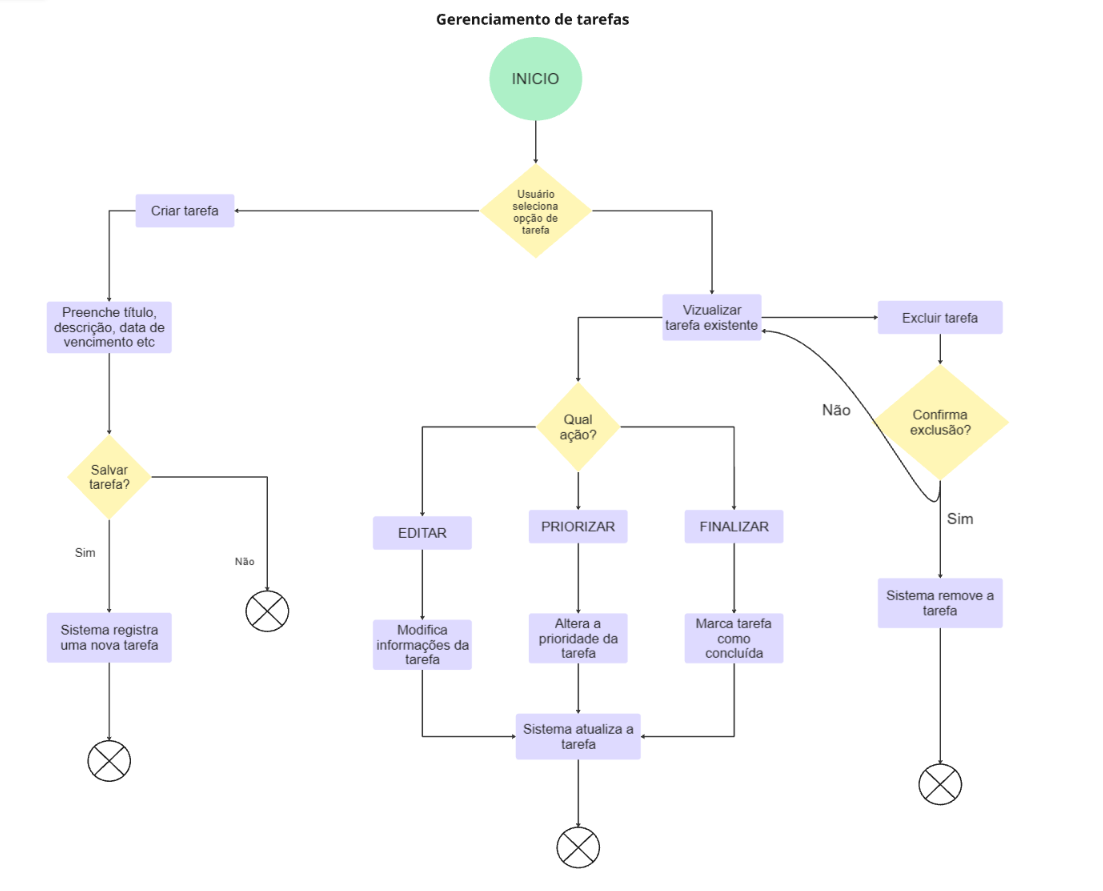 Gerenciamento de tarefas
INICIO
Usuário
seleciona
opção de
tarefa
Criar tarefa
Preenche título,
descrição, data de
vencimento etc
Salvar
tarefa?
Sim
Não
Sistema registra
uma nova tarefa
Vizualizar
tarefa existente
Qual
ação?
EDITAR
PRIORIZAR
FINALIZAR
Modifica
informações da
tarefa
Altera a
prioridade da
tarefa
Marca tarefa
como
concluída
Sistema atualiza a
tarefa
Excluir tarefa
Confirma
exclusão?
Não
Sim
Sistema remove a
tarefa